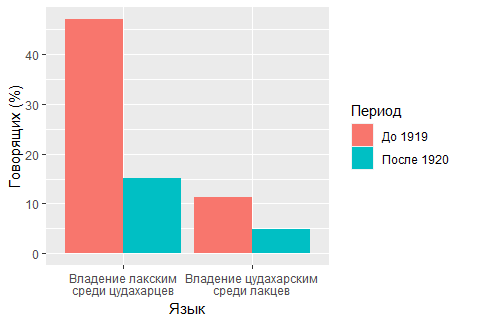 Говорящих (%)
40
30
20
10
0
Владение лакским
среди цудахарцев
Владение цудахарским
среди лакцев
Язык
Период
До 1919
После 1920